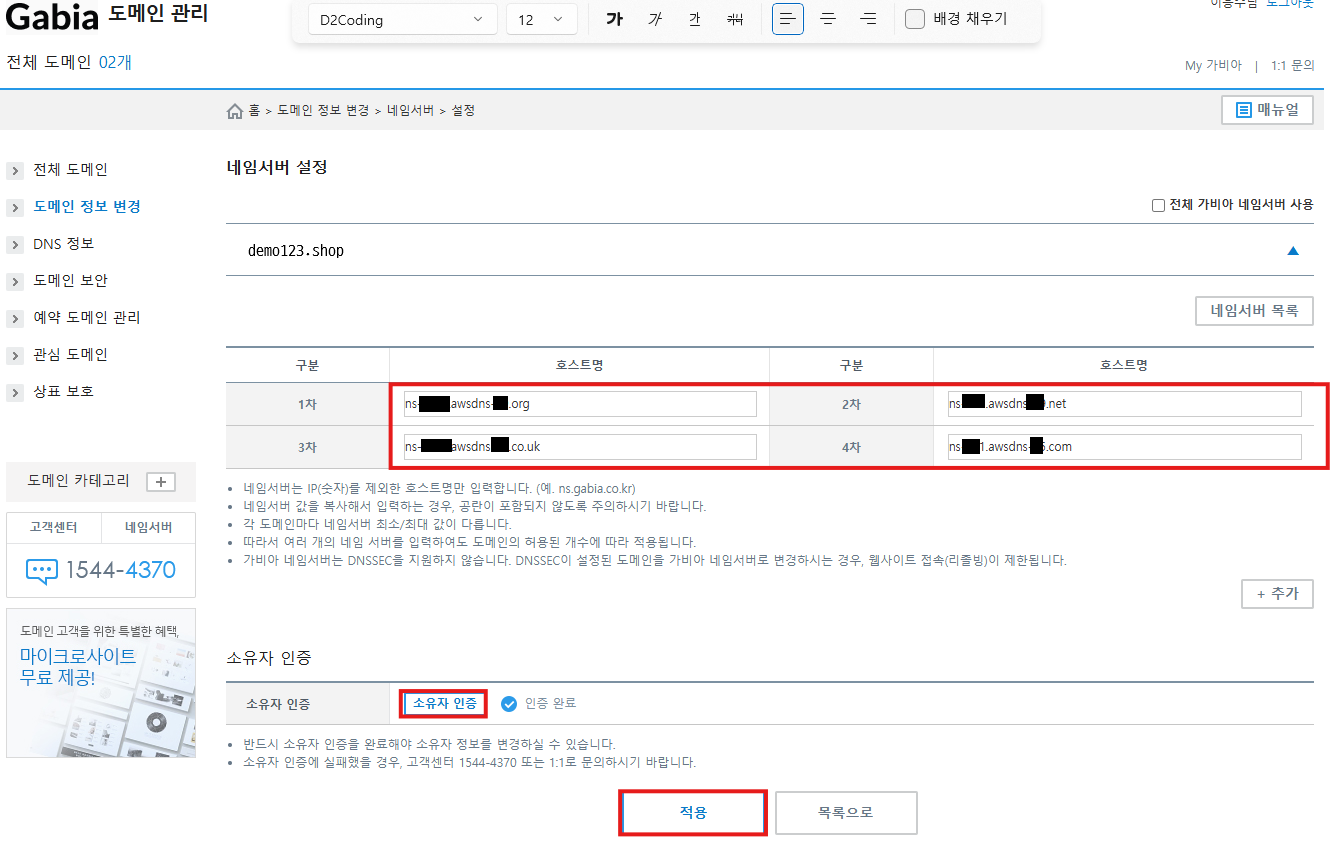 Gabia 도메인 관리
D2Coding
12
가 가 가 가
배경 채우기
로그아웃
전체 도메인 02개
My 가비아 | 1:1 문의
홈 > 도메인 정보 변경 > 네임서버 > 설정
매뉴얼
전체 도메인
도메인 정보 변경
DNS 정보
도메인 보안
예약 도메인 관리
관심 도메인
상표 보호
도메인 카테고리 +
고객센터 네임서버
1544-4370
도메인 고객을 위한 특별한 혜택,
마이크로사이트
무료 제공!
네임서버 설정
전체 가비아 네임서버 사용
demo123.shop
네임서버 목록
구분 호스트명 구분 호스트명
1차 ns- .awsdns- .org 2차 ns .awsdns .net
3차 ns- awsdns .co.uk 4차 ns 1.awsdns- .com
네임서버는 IP(숫자)를 제외한 호스트명만 입력합니다. (예. ns.gabia.co.kr)
네임서버 값을 복사해서 입력하는 경우, 공란이 포함되지 않도록 주의하시기 바랍니다.
각 도메인마다 네임서버 최소/최대 값이 다릅니다.
따라서 여러 개의 네임 서버를 입력하여도 도메인의 허용된 개수에 따라 적용됩니다.
가비아 네임서버는 DNSSEC을 지원하지 않습니다. DNSSEC이 설정된 도메인을 가비아 네임서버로 변경하시는 경우, 웹사이트 접속(리졸빙)이 제한됩니다.
+ 추가
소유자 인증
소유자 인증 소유자 인증 인증 완료
반드시 소유자 인증을 완료해야 소유자 정보를 변경하실 수 있습니다.
소유자 인증에 실패했을 경우, 고객센터 1544-4370 또는 1:1로 문의하시기 바랍니다.
적용 목록으로